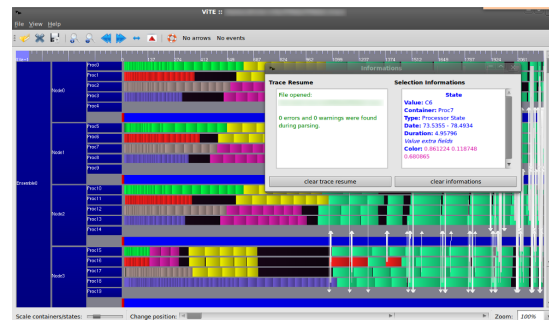 ViTE ::
File View Help
No arrows No events
Informations
Trace Resume
File opened:
0 errors and 0 warnings were found
during parsing.
clear trace resume
Selection Informations
State
Value: C6
Container: Proc7
Type: Processor State
Date: 73.5355 - 78.4934
Duration: 4.95796
Value extra fields
Color: 0.861224 0.118748
0.680865
clear informations
Ensemble0
Node0
Proc0
Proc1
Proc2
Proc3
Proc4
Node1
Proc5
Proc6
Proc7
Proc8
Proc9
Node2
Proc10
Proc11
Proc12
Proc13
Proc14
Node3
Proc15
Proc16
Proc17
Proc18
Proc19
Scale containers/states:
Change position:
Zoom: 100%